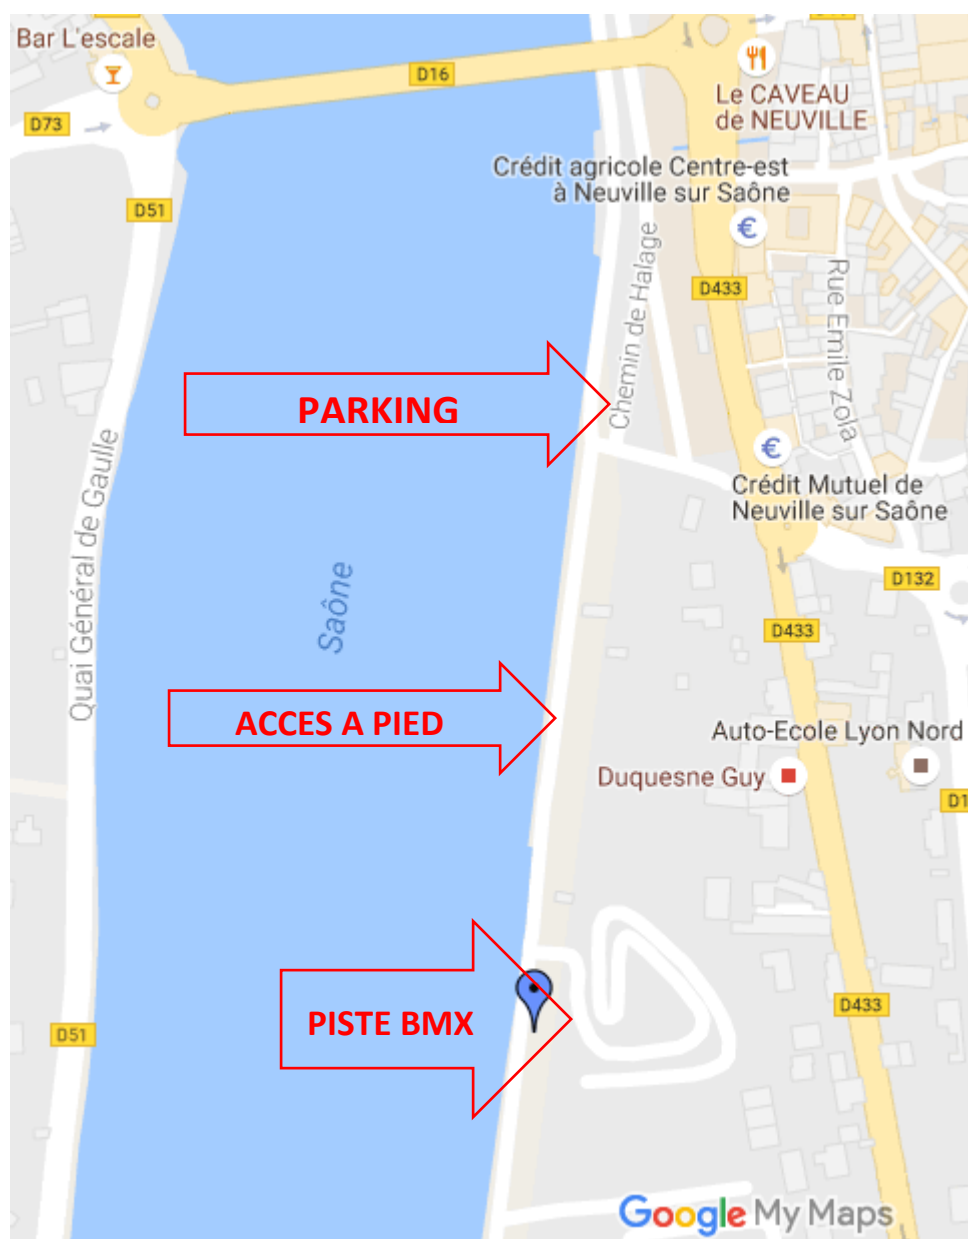 Bar L'escale
D16
Le CAVEAU
de NEUVILLE
D73
Crédit agricole Centre-est
à Neuville sur Saône
D51
Chemin de Halage
D433
Rue Emile Zola
PARKING
Quai Général de Gaulle
Crédit Mutuel de
Neuville sur Saône
Saône
D132
D433
ACCES A PIED
Auto-Ecole Lyon Nord
Duquesne Guy
D1
PISTE BMX
D433
D51
Google My Maps